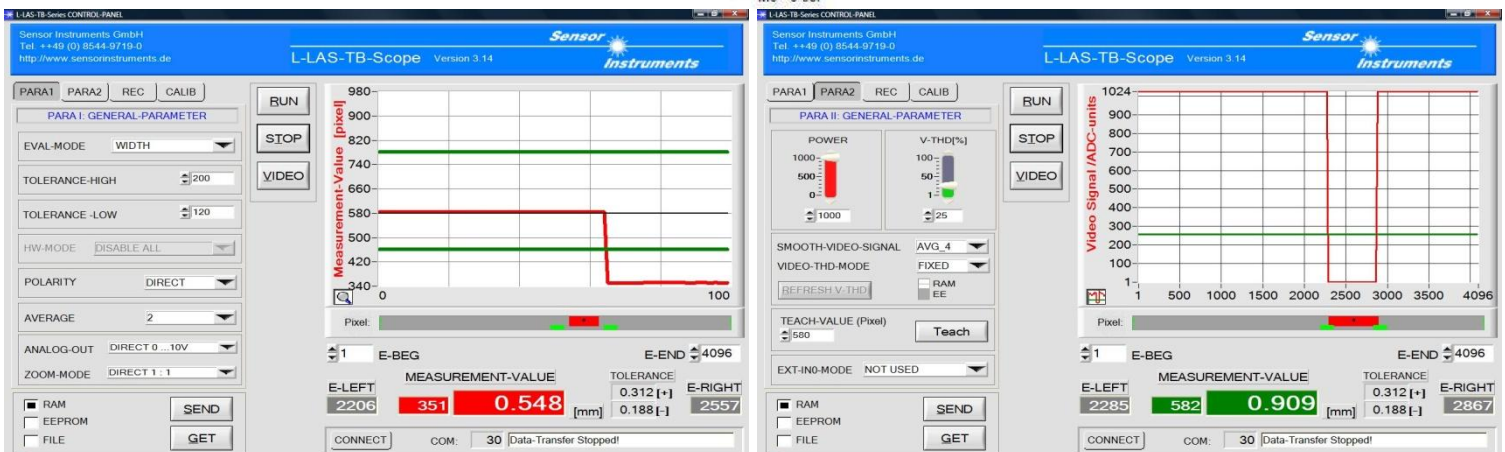 L-LAS-TB-Series CONTROL-PANEL
Sensor Instruments GmbH
Tel. ++49 (0) 8544-9719-0
http://www.sensorinstruments.de
L-LAS-TB-Scope Version 3.14
Sensor
Instruments
PARA1 PARA2 REC CALIB
PARA I: GENERAL-PARAMETER
EVAL-MODE WIDTH
TOLERANCE-HIGH 200
TOLERANCE -LOW 120
HW-MODE DISABLE ALL
POLARITY DIRECT
AVERAGE 2
ANALOG-OUT DIRECT 0 ...10V
ZOOM-MODE DIRECT 1 : 1
RAM
EEPROM
FILE
SEND
GET
RUN
STOP
VIDEO
Measurement-Value [pixel]
980
900
820
740
660
580
500
420
340
0 100
Pixel:
1 E-BEG E-END 4096
MEASUREMENT-VALUE TOLERANCE
E-LEFT 0.312 [+] E-RIGHT
2206 351 0.548 [mm] 0.188 [-] 2557
CONNECT COM: 30 Data-Transfer Stopped!
L-LAS-TB-Series CONTROL-PANEL
Sensor Instruments GmbH
Tel. ++49 (0) 8544-9719-0
http://www.sensorinstruments.de
L-LAS-TB-Scope Version 3.14
Sensor
Instruments
PARA1 PARA2 REC CALIB
PARA II: GENERAL-PARAMETER
POWER V-THD[%]
1000 100
500 50
0 1
1000 25
SMOOTH-VIDEO-SIGNAL AVG_4
VIDEO-THD-MODE FIXED
REFRESH V-THD RAM
EE
TEACH-VALUE (Pixel)
580 Teach
EXT-IN0-MODE NOT USED
RAM
EEPROM
FILE
SEND
GET
RUN
STOP
VIDEO
Video Signal /ADC-units
1024
900
800
700
600
500
400
300
200
100
1
1 500 1000 1500 2000 2500 3000 3500 4096
Pixel:
1 E-BEG E-END 4096
MEASUREMENT-VALUE TOLERANCE
E-LEFT 0.312 [+] E-RIGHT
2285 582 0.909 [mm] 0.188 [-] 2867
CONNECT COM: 30 Data-Transfer Stopped!